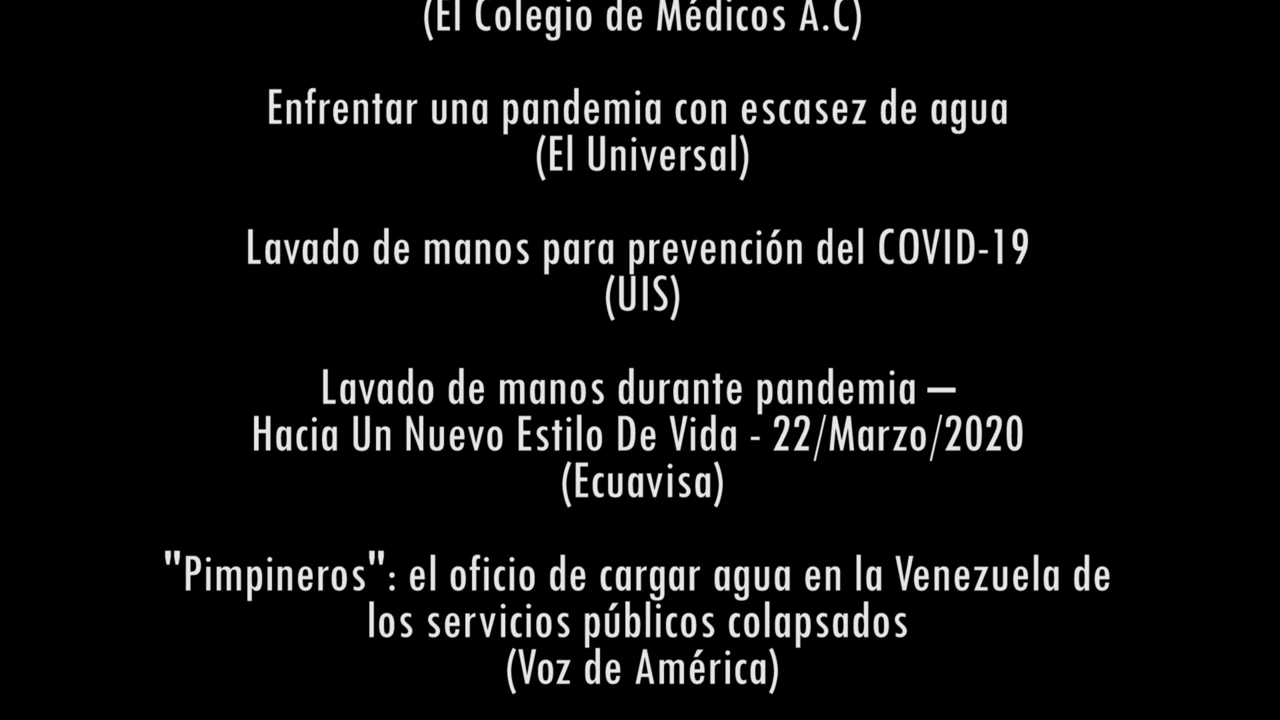 (El Colegio de Médicos A.C)
Enfrentar una pandemia con escasez de agua
(El Universal)
Lavado de manos para prevención del COVID-19
(UIS)
Lavado de manos durante pandemia –
Hacia Un Nuevo Estilo De Vida - 22/Marzo/2020
(Ecuavisa)
"Pimpineros": el oficio de cargar agua en la Venezuela de
los servicios públicos colapsados
(Voz de América)